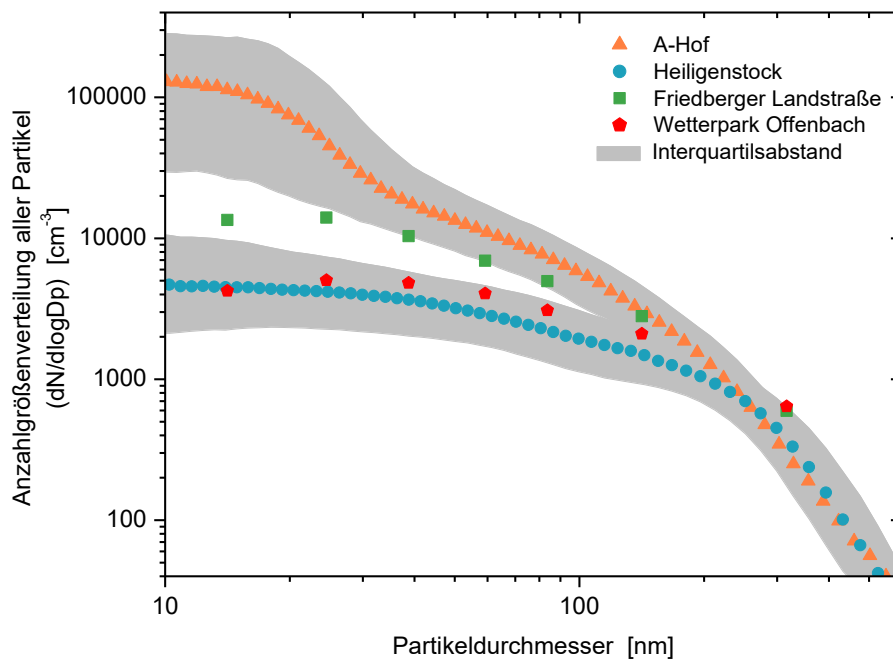 Anzahlgrößenverteilung aller Partikel
(dN/dlogDp) [cm⁻³]
100000
10000
1000
100
A-Hof
Heiligenstock
Friedberger Landstraße
Wetterpark Offenbach
Interquartilsabstand
10
100
Partikeldurchmesser [nm]